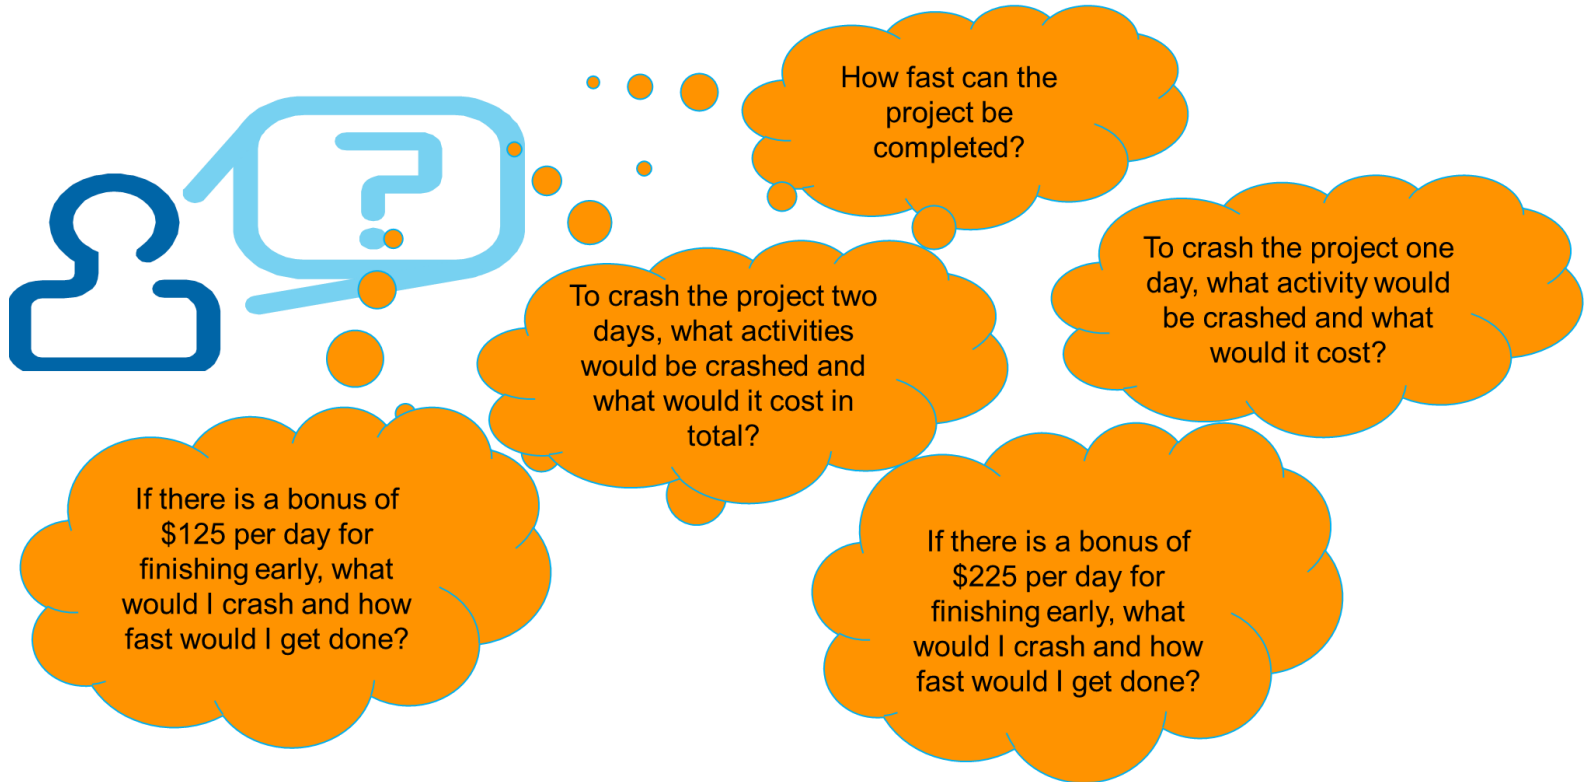 How fast can the
project be
completed?
To crash the project one
day, what activity would
be crashed and what
would it cost?
To crash the project two
days, what activities
would be crashed and
what would it cost in
total?
If there is a bonus of
$125 per day for
finishing early, what
would I crash and how
fast would I get done?
If there is a bonus of
$225 per day for
finishing early, what
would I crash and how
fast would I get done?